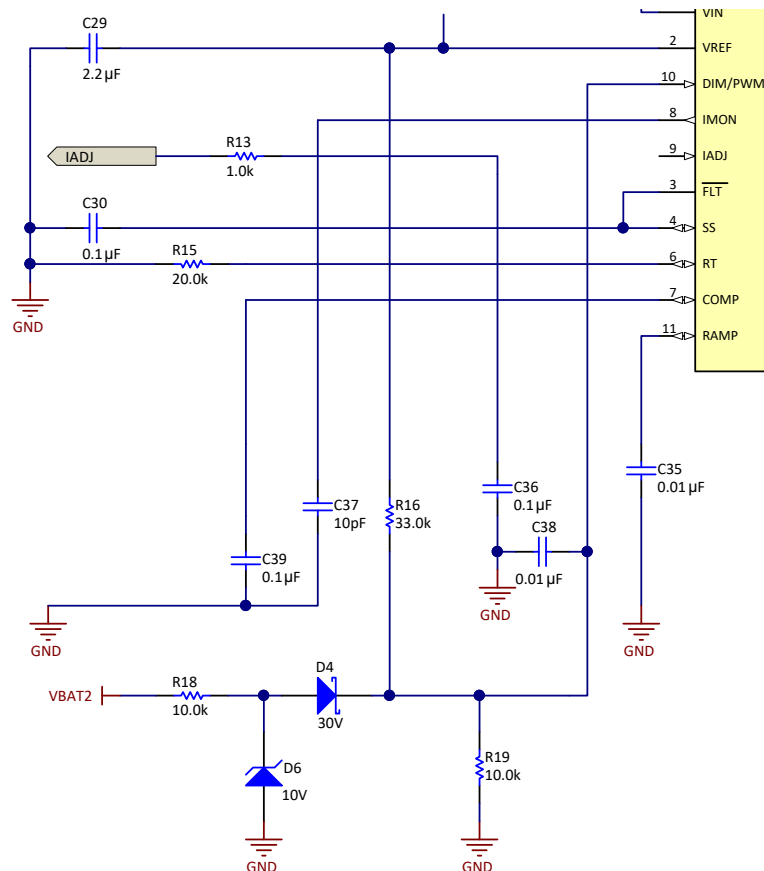 C29
VIN
2
VREF
2.2µF
10
DIM/PWM
8
IMON
R13
IADJ
9
IADJ
1.0k
3
FLT
C30
4
SS
0.1µF
R15
6
RT
20.0k
7
COMP
GND
11
RAMP
C35
0.01µF
C36
0.1µF
C37
10pF
R16
33.0k
C38
C39
0.1µF
0.01µF
GND
GND
GND
D4
R18
VBAT2
10.0k
30V
R19
10.0k
D6
10V
GND
GND